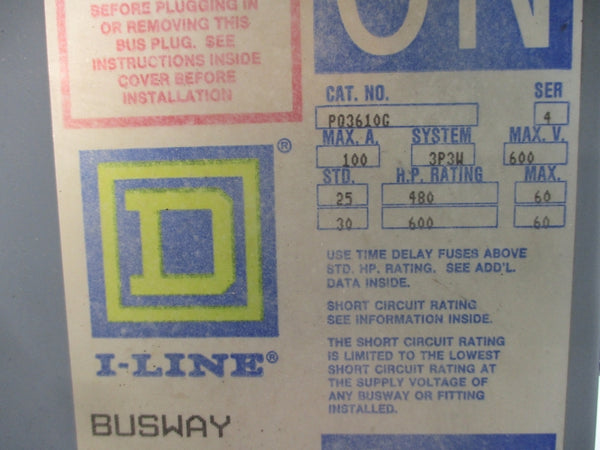 BEFORE PLUGGING IN
OR REMOVING THIS
BUS PLUG. SEE
INSTRUCTIONS INSIDE
COVER BEFORE
INSTALLATION
ON
CAT. NO. SER
PQ3610G 4
MAX. A. SYSTEM MAX. V.
100 3P3W 600
STD. H.P. RATING MAX.
25 480 60
30 600 60
USE TIME DELAY FUSES ABOVE
STD. HP. RATING. SEE ADD'L.
DATA INSIDE.
SHORT CIRCUIT RATING
SEE INFORMATION INSIDE.
THE SHORT CIRCUIT RATING
IS LIMITED TO THE LOWEST
SHORT CIRCUIT RATING AT
THE SUPPLY VOLTAGE OF
ANY BUSWAY OR FITTING
INSTALLED.
D ®
I-LINE®
BUSWAY